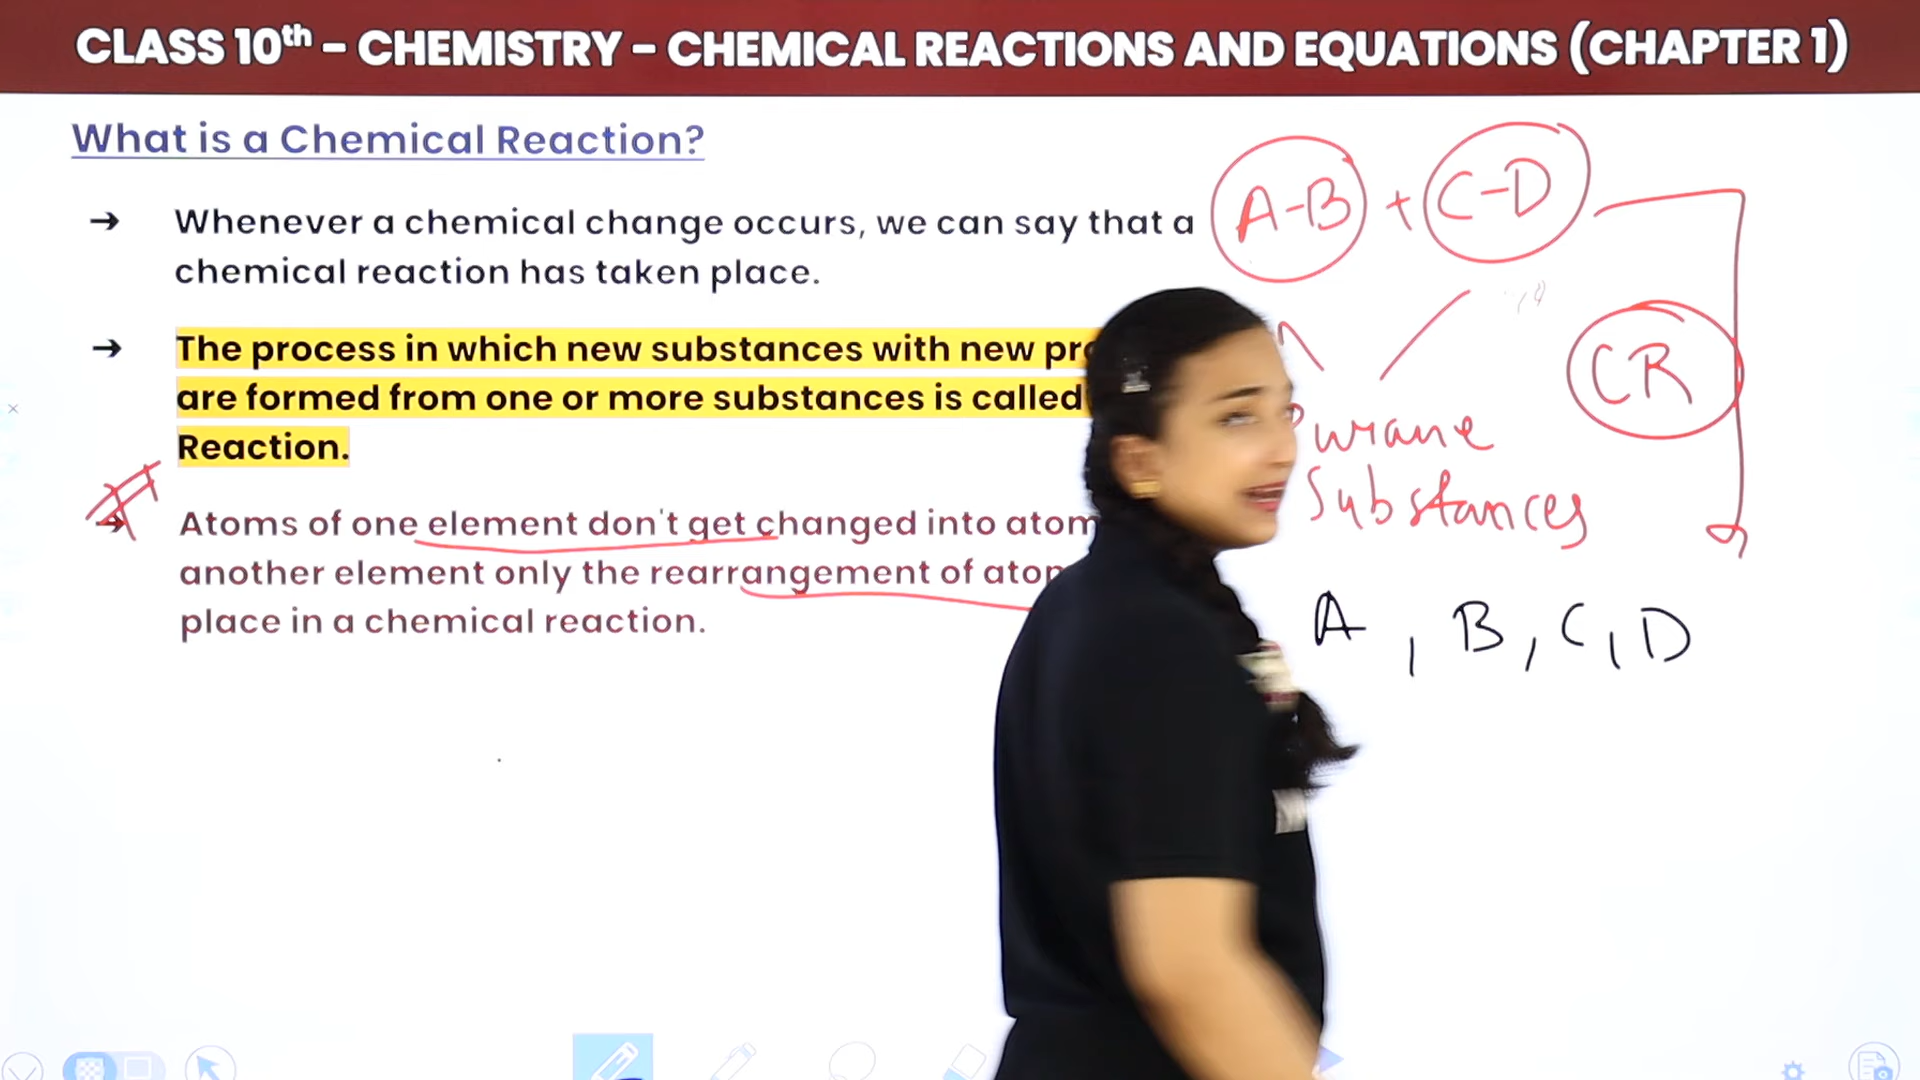 CLASS 10th – CHEMISTRY – CHEMICAL REACTIONS AND EQUATIONS (CHAPTER 1)
What is a Chemical Reaction?
➔ Whenever a chemical change occurs, we can say that a
chemical reaction has taken place.
➔ The process in which new substances with new
are formed from one or more substances is called
Reaction.
➔ Atoms of one element don't get changed into atom
another element only the rearrangement of
place in a chemical reaction.
A-B + C-D
CR
Purane
Substances
A , B , C , D